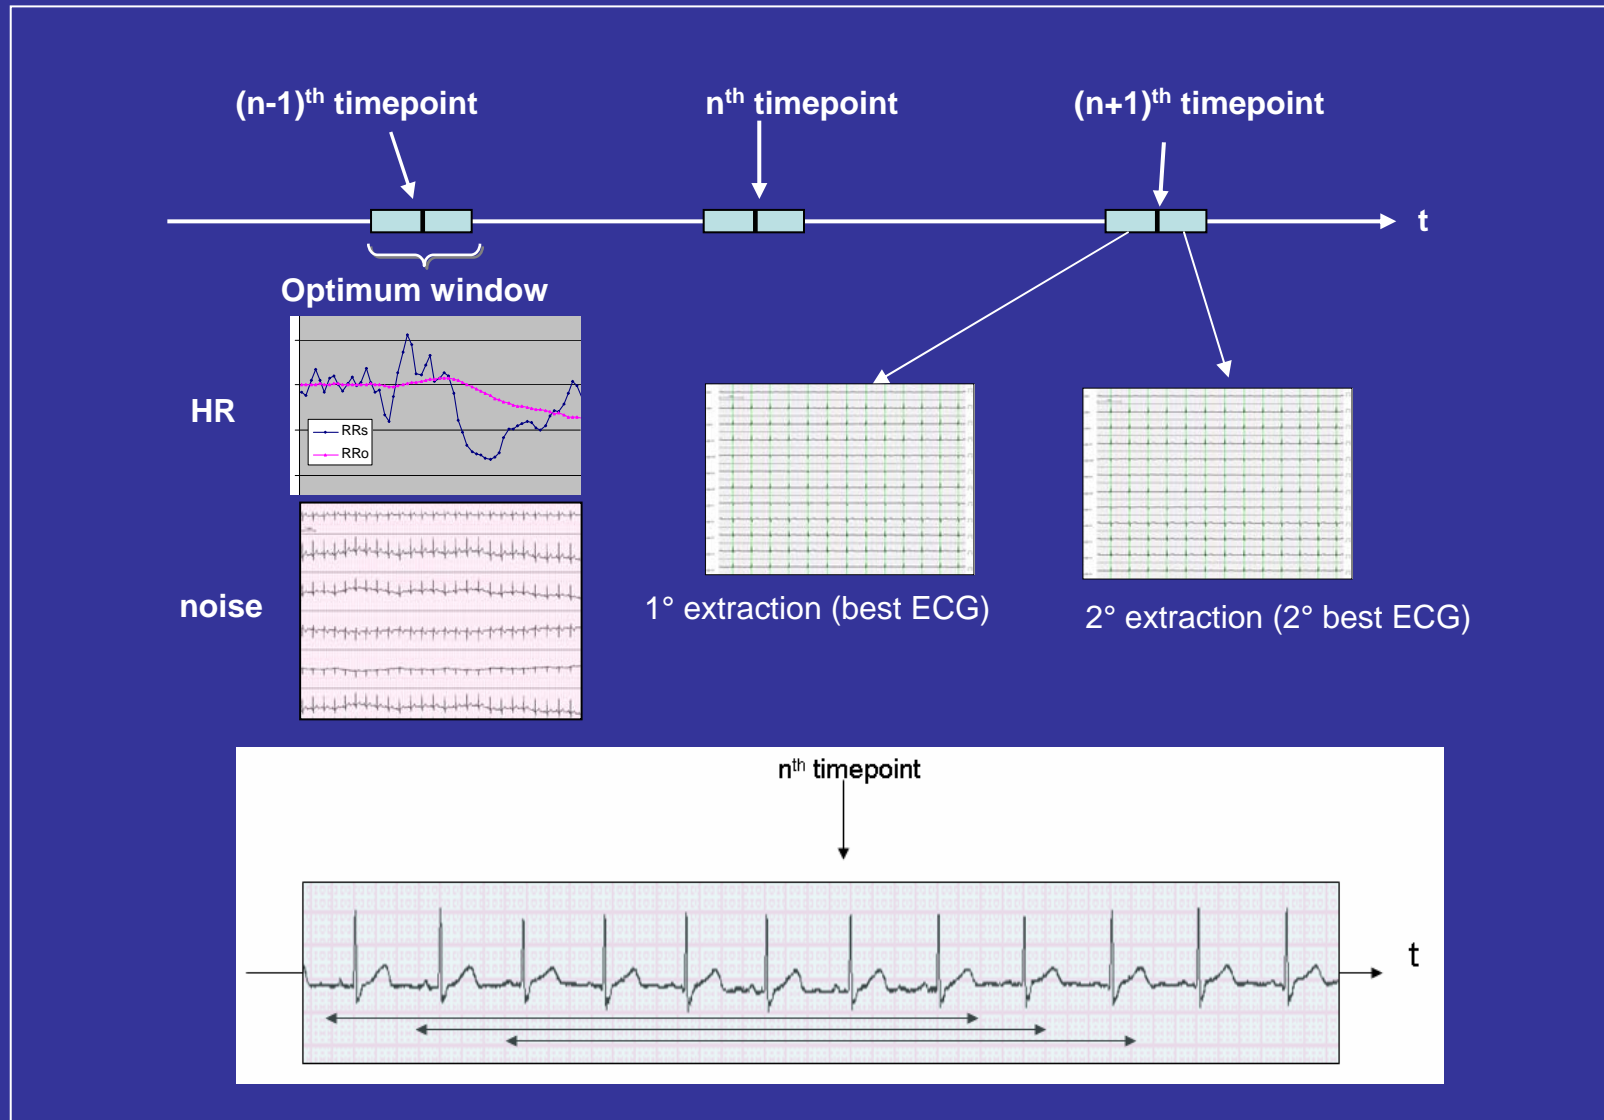 (n-1)th timepoint
nth timepoint
(n+1)th timepoint
t
Optimum window
HR
RRs
RRo
noise
1° extraction (best ECG)
2° extraction (2° best ECG)
nth timepoint
t